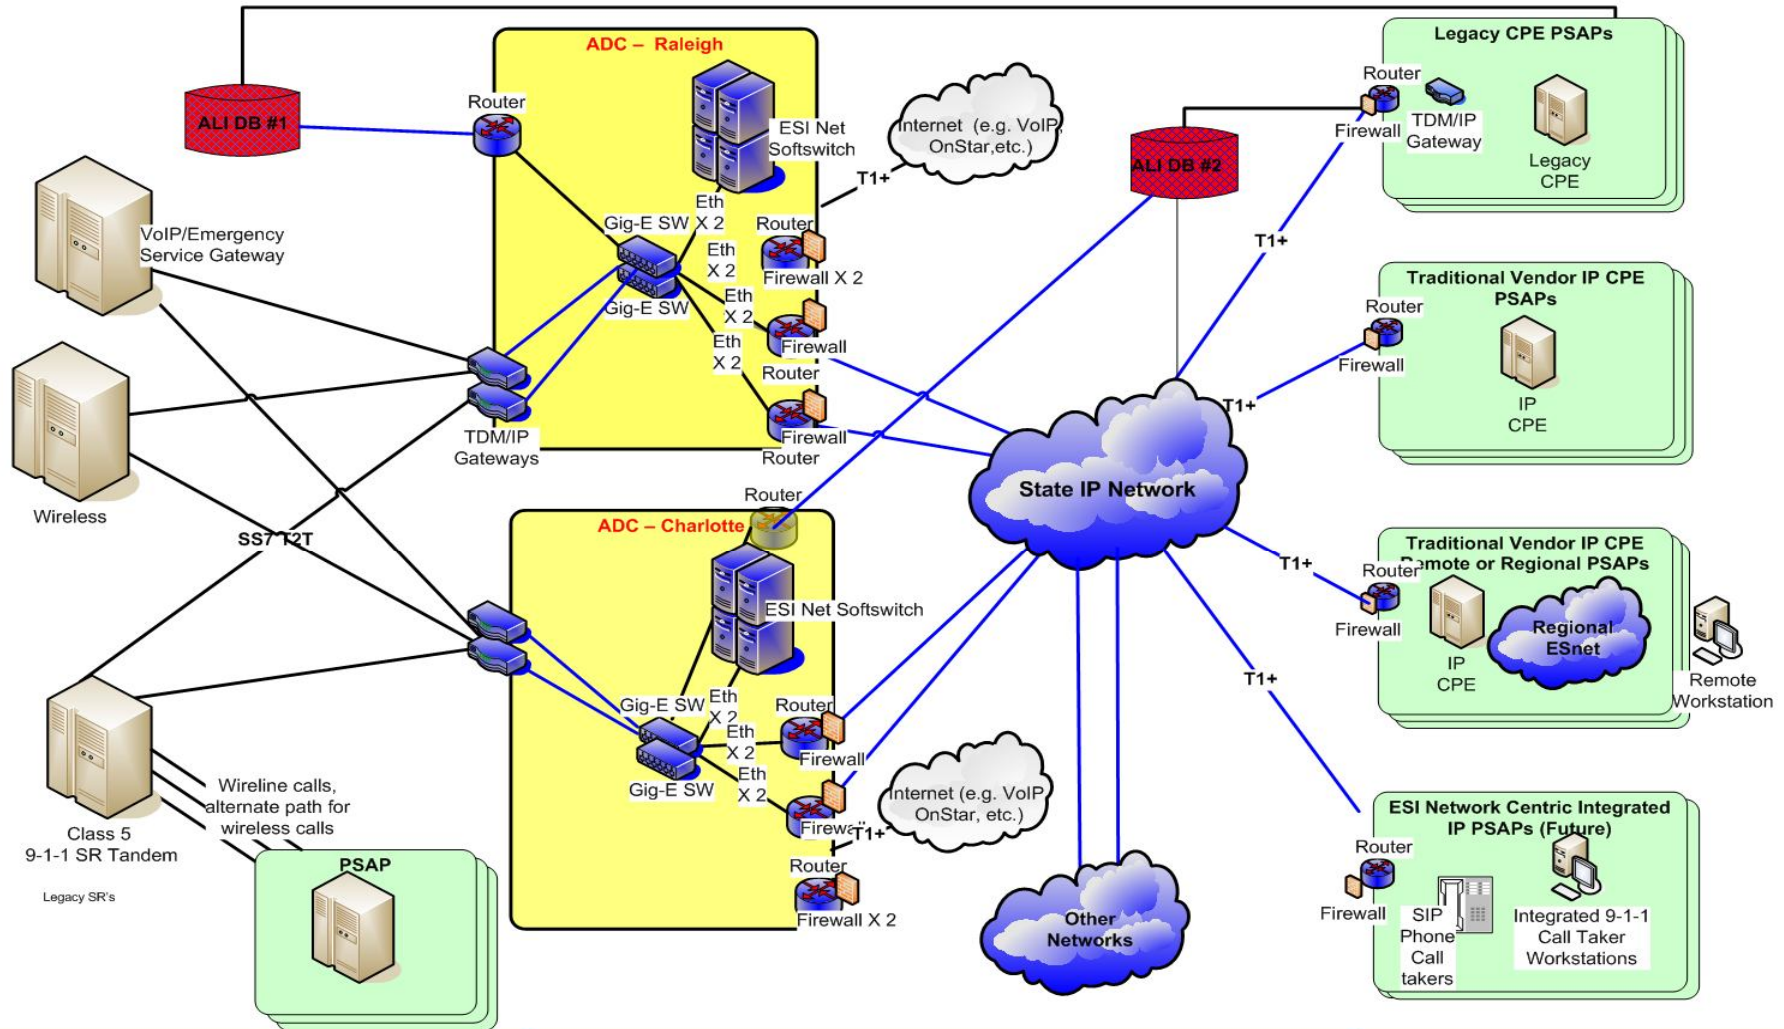 ADC – Raleigh
Legacy CPE PSAPs
Router
ALI DB #1
ESI Net
Softswitch
Internet (e.g. VoIP,
OnStar,etc.)
T1+
Router
Firewall
TDM/IP
Gateway
Legacy
CPE
ALI DB #2
VoIP/Emergency
Service Gateway
Gig-E SW
Eth
X 2
Router
Eth
X 2
Firewall X 2
Gig-E SW
Eth
X 2
Firewall
Router
Eth
X 2
Firewall
Router
TDM/IP
Gateways
Wireless
T1+
Traditional Vendor IP CPE
PSAPs
Router
Firewall
T1+
IP
CPE
State IP Network
SS7 T2T
Router
ADC – Charlotte
ESI Net Softswitch
Gig-E SW
Eth
X 2
Router
Eth
X 2
Firewall
Gig-E SW
Eth
X 2
Firewall
T1+
Internet (e.g. VoIP
OnStar, etc.)
Router
Firewall X 2
T1+
Traditional Vendor IP CPE
Remote or Regional PSAPs
Router
Firewall
IP
CPE
Regional
ESnet
Remote
Workstation
T1+
Wireline calls,
alternate path for
wireless calls
Class 5
9-1-1 SR Tandem
Legacy SR's
PSAP
Other
Networks
ESI Network Centric Integrated
IP PSAPs (Future)
Router
Firewall
SIP
Phone
Call
takers
Integrated 9-1-1
Call Taker
Workstations